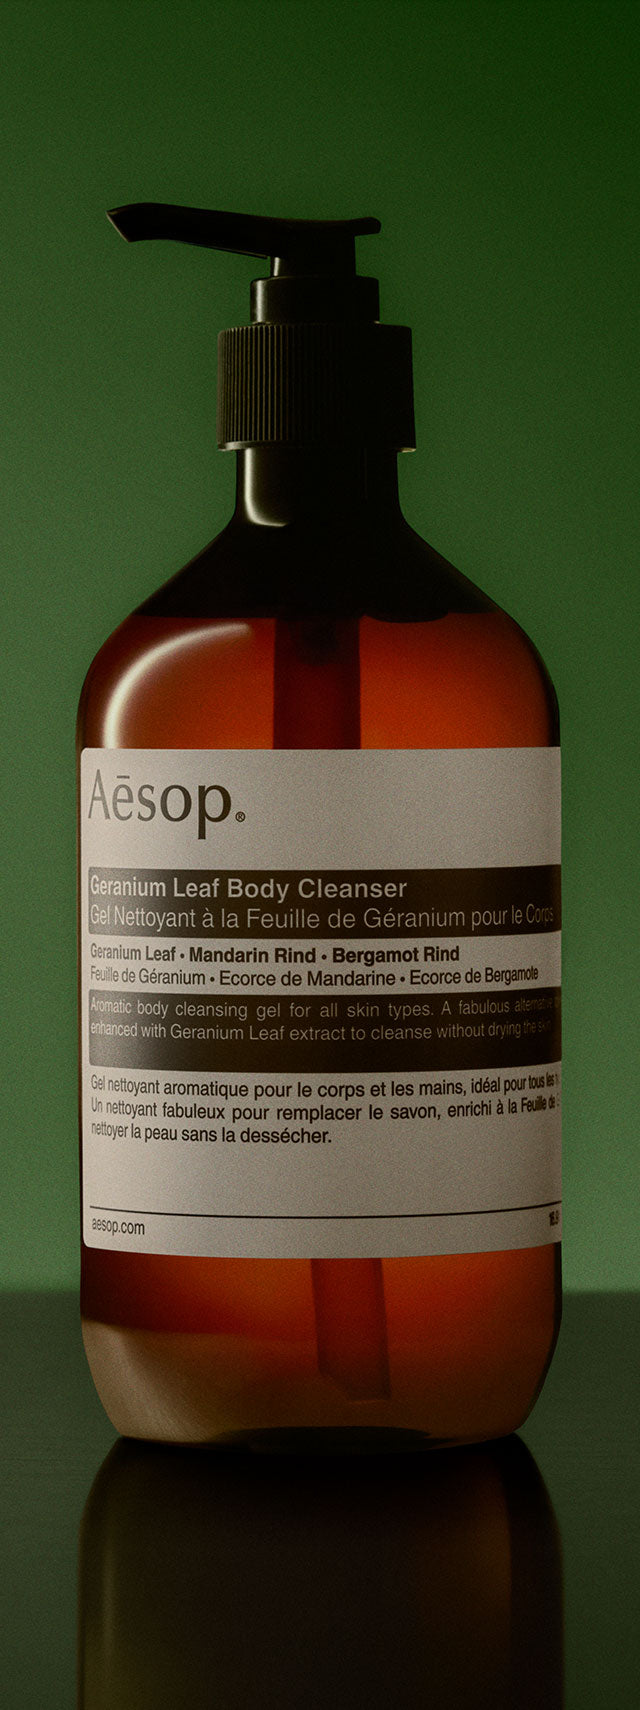 Aēsop®
Geranium Leaf Body Cleanser
Gel Nettoyant à la Feuille de Géranium pour le Corps
Geranium Leaf • Mandarin Rind • Bergamot Rind
Feuille de Géranium • Ecorce de Mandarine • Ecorce de Bergamote
Aromatic body cleansing gel for all skin types. A fabulous alternative
enhanced with Geranium Leaf extract to cleanse without drying the skin
Gel nettoyant aromatique pour le corps et les mains, idéal pour tous les
Un nettoyant fabuleux pour remplacer le savon, enrichi à la Feuille de
nettoyer la peau sans la dessécher.
aesop.com